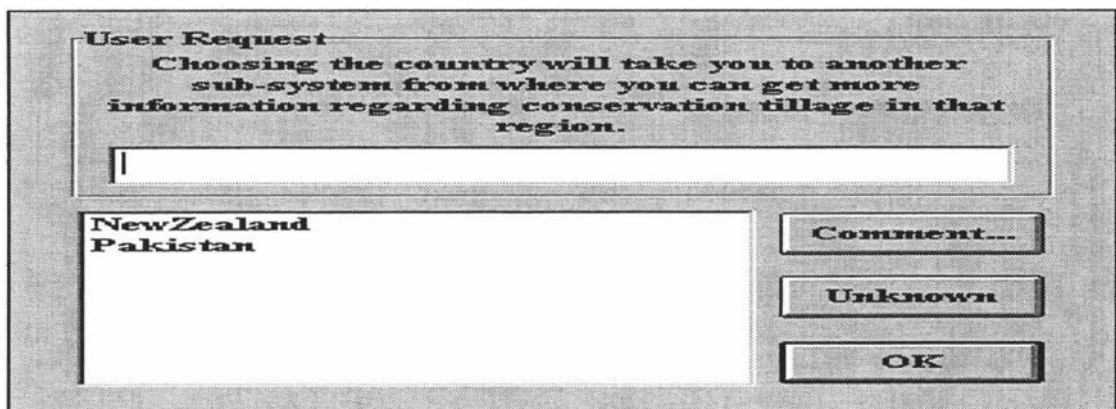 User Request
Choosing the country will take you to another
sub-system from where you can get more
information regarding conservation tillage in that
region.
NewZealand
Pakistan
Comment...
Unknown
OK